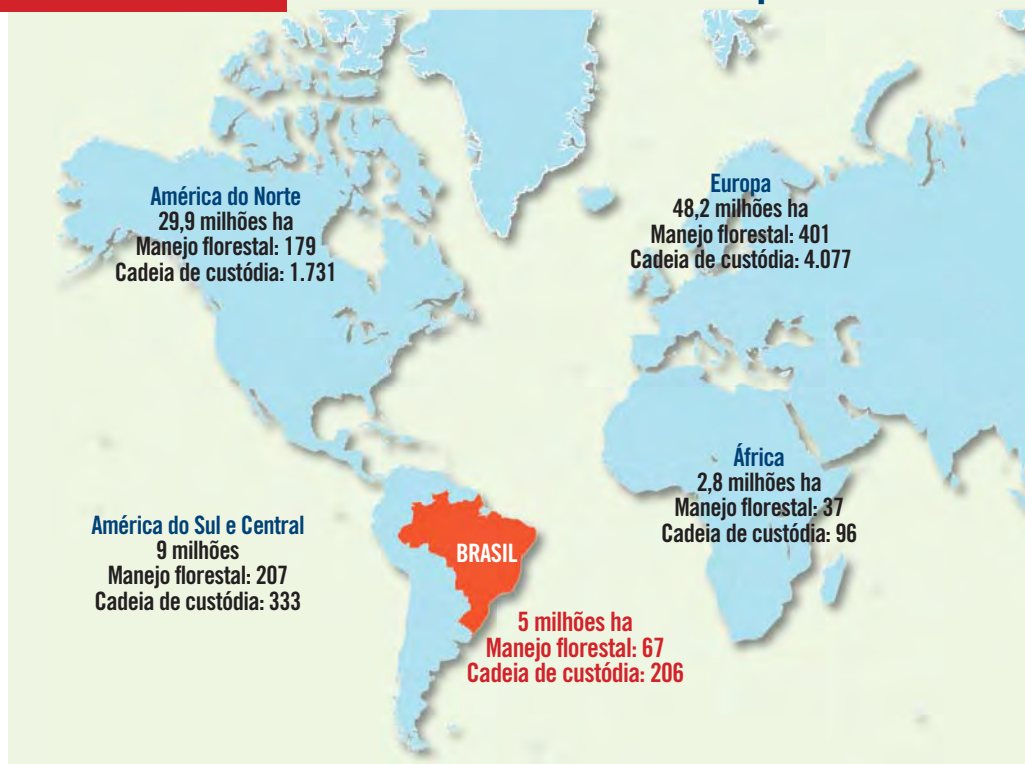 América do Norte
29,9 milhões ha
Manejo florestal: 179
Cadeia de custódia: 1.731
Europa
48,2 milhões ha
Manejo florestal: 401
Cadeia de custódia: 4.077
África
2,8 milhões ha
Manejo florestal: 37
Cadeia de custódia: 96
América do Sul e Central
9 milhões
Manejo florestal: 207
Cadeia de custódia: 333
BRASIL
5 milhões ha
Manejo florestal: 67
Cadeia de custódia: 206